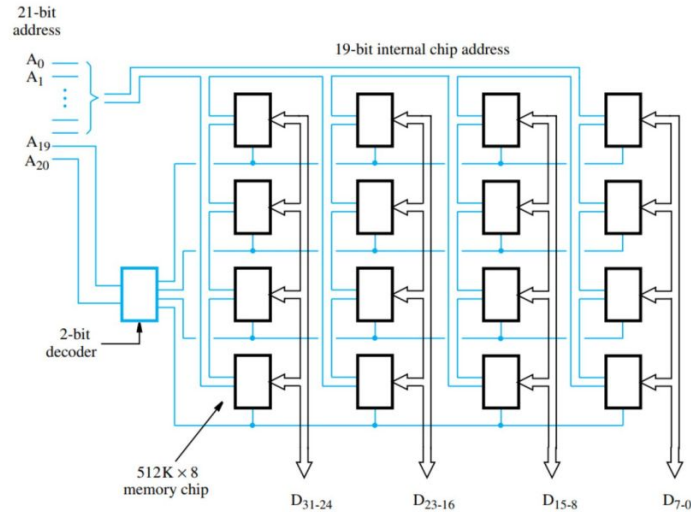 21-bit
address
19-bit internal chip address
A0
A1
A19
A20
2-bit
decoder
512K × 8
memory chip
D31-24
D23-16
D15-8
D7-0